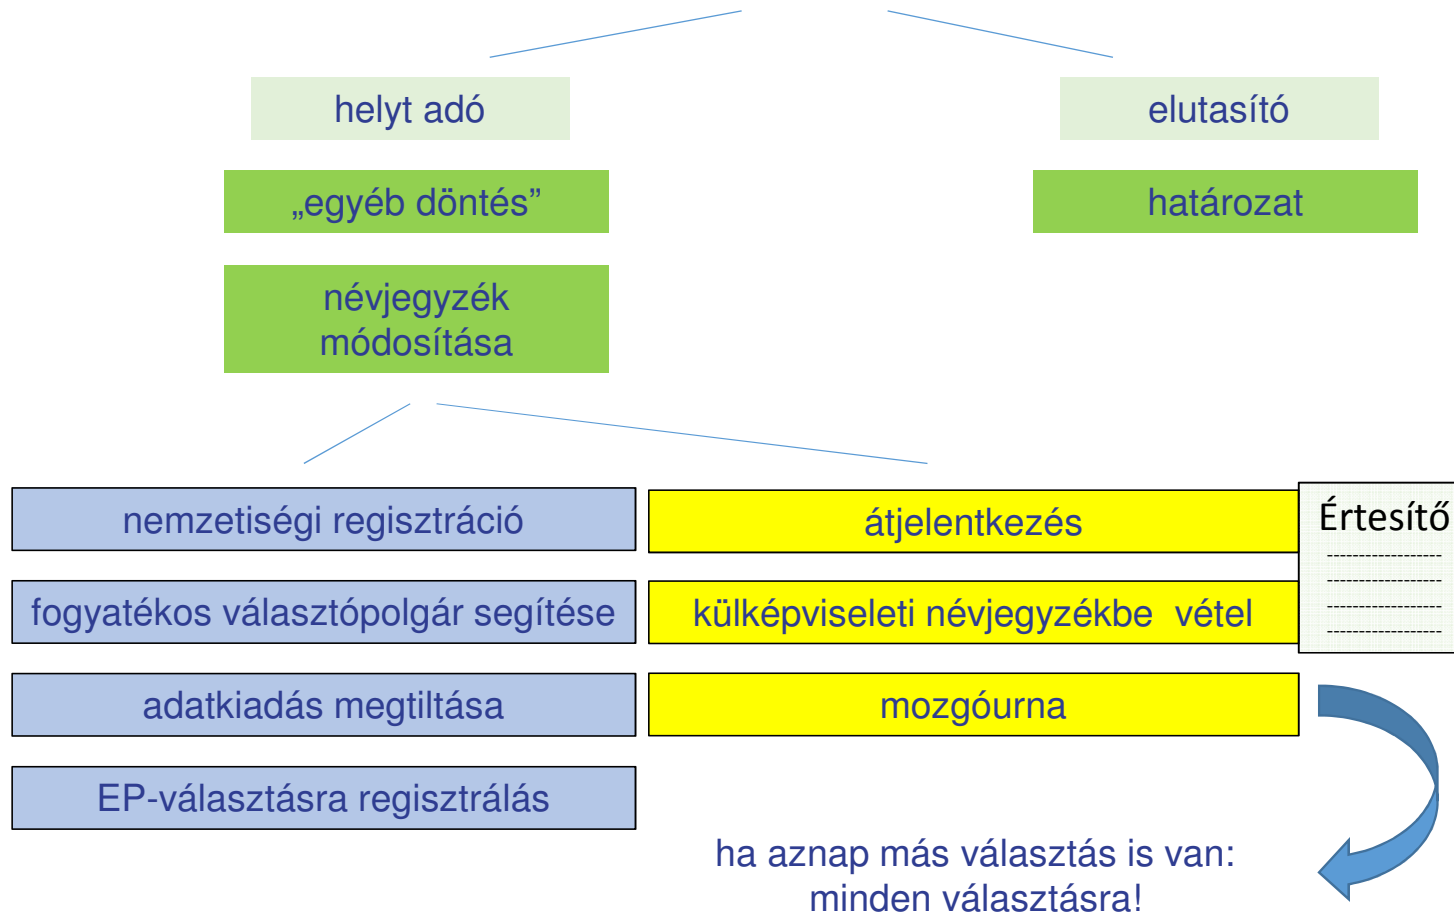 helyt adó
elutasító
„egyéb döntés”
határozat
névjegyzék
módosítása
nemzetiségi regisztráció
átjelentkezés
Értesítő
fogyatékos választópolgár segítése
külképviseleti névjegyzékbe vétel
adatkiadás megtiltása
mozgóurna
EP-választásra regisztrálás
ha aznap más választás is van:
minden választásra!